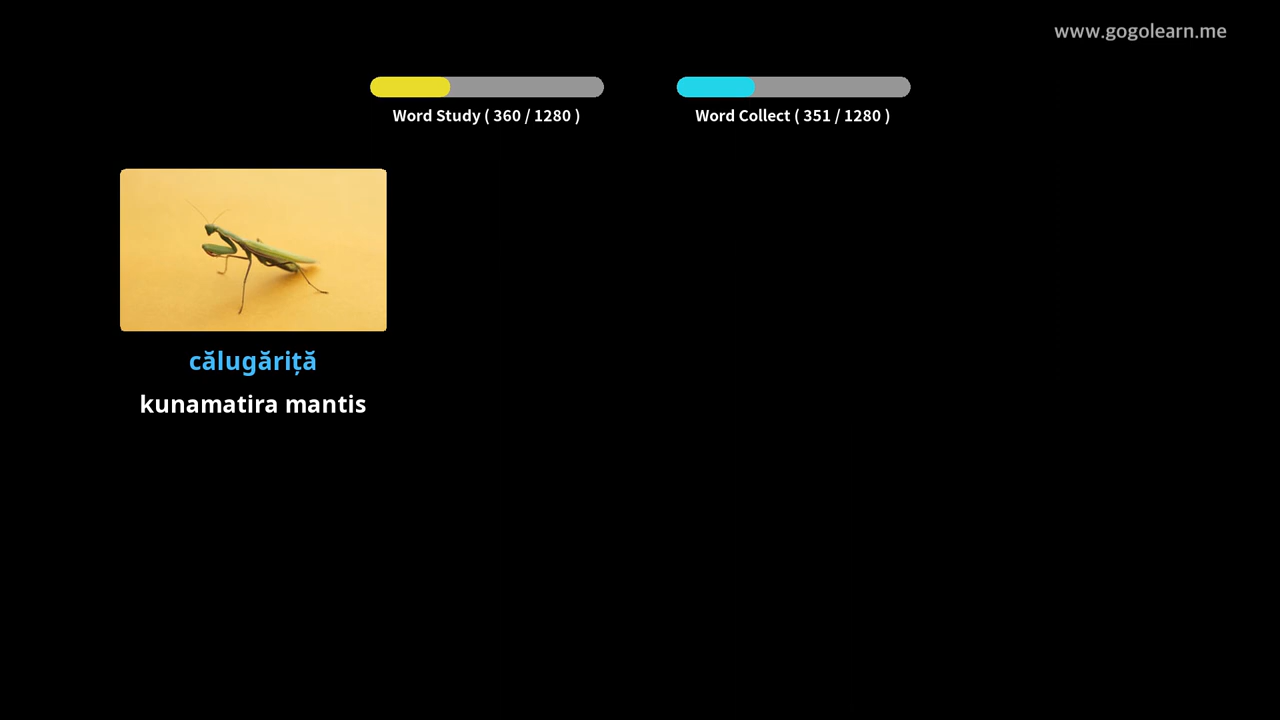 www.gogolearn.me
Word Study ( 360 / 1280 )
Word Collect ( 351 / 1280 )
călugăriță
kunamatira mantis